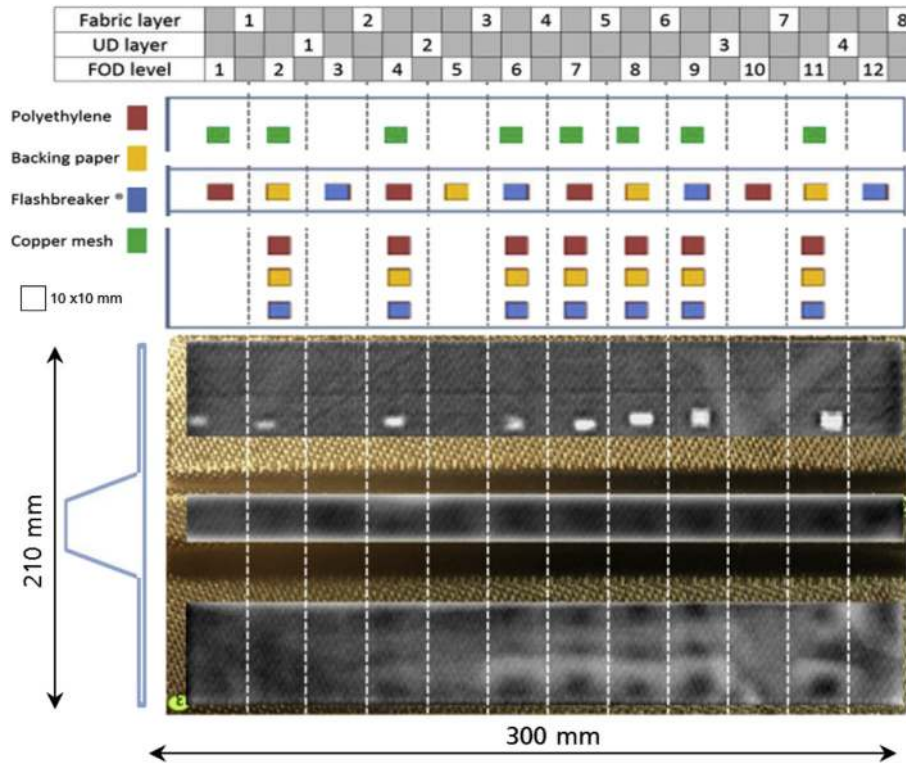 Fabric layer 1 2 3 4 5 6 7 8
UD layer 1 2 3 4
FOD level 1 2 3 4 5 6 7 8 9 10 11 12
Polyethylene
Backing paper
Flashbreaker ®
Copper mesh
10 x10 mm
210 mm
300 mm